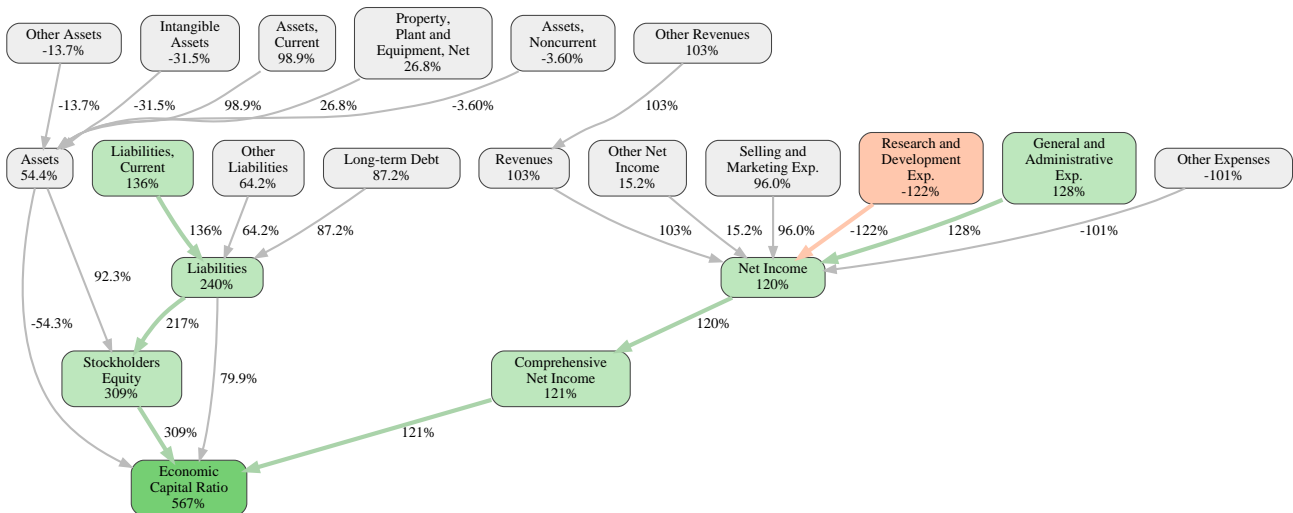 Other Assets
-13.7%
Intangible
Assets
-31.5%
Assets,
Current
98.9%
Property,
Plant and
Equipment, Net
26.8%
Assets,
Noncurrent
-3.60%
Other Revenues
103%
-13.7%
-31.5%
98.9%
26.8%
-3.60%
103%
Assets
54.4%
Liabilities,
Current
136%
Other
Liabilities
64.2%
Long-term Debt
87.2%
Revenues
103%
Other Net
Income
15.2%
Selling and
Marketing Exp.
96.0%
Research and
Development
Exp.
-122%
General and
Administrative
Exp.
128%
Other Expenses
-101%
136%
64.2%
87.2%
103%
15.2%
96.0%
-122%
128%
-101%
Liabilities
240%
Net Income
120%
92.3%
-54.3%
217%
120%
Stockholders
Equity
309%
79.9%
Comprehensive
Net Income
121%
309%
121%
Economic
Capital Ratio
567%